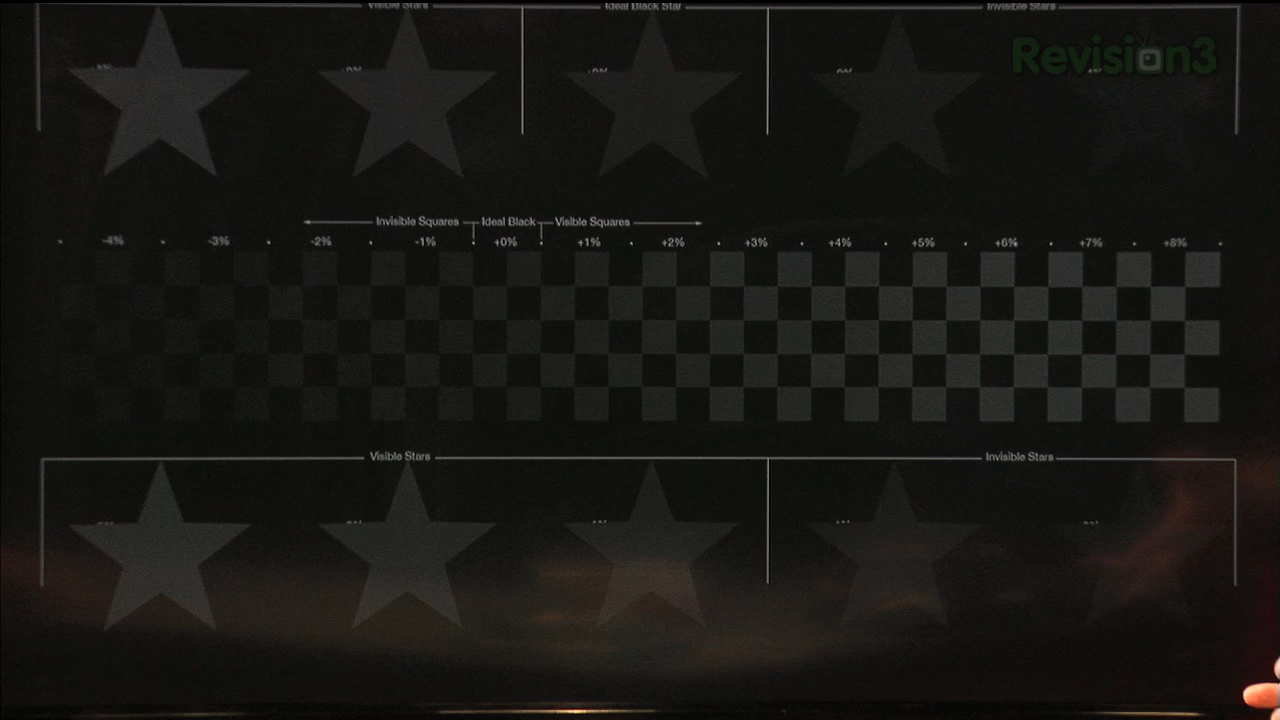 Visible Stars Ideal Black Star Invisible Stars
Revision3
Invisible Squares Ideal Black Visible Squares
-4% -3% -2% -1% +0% +1% +2% +3% +4% +5% +6% +7% +8%
Visible Stars Invisible Stars